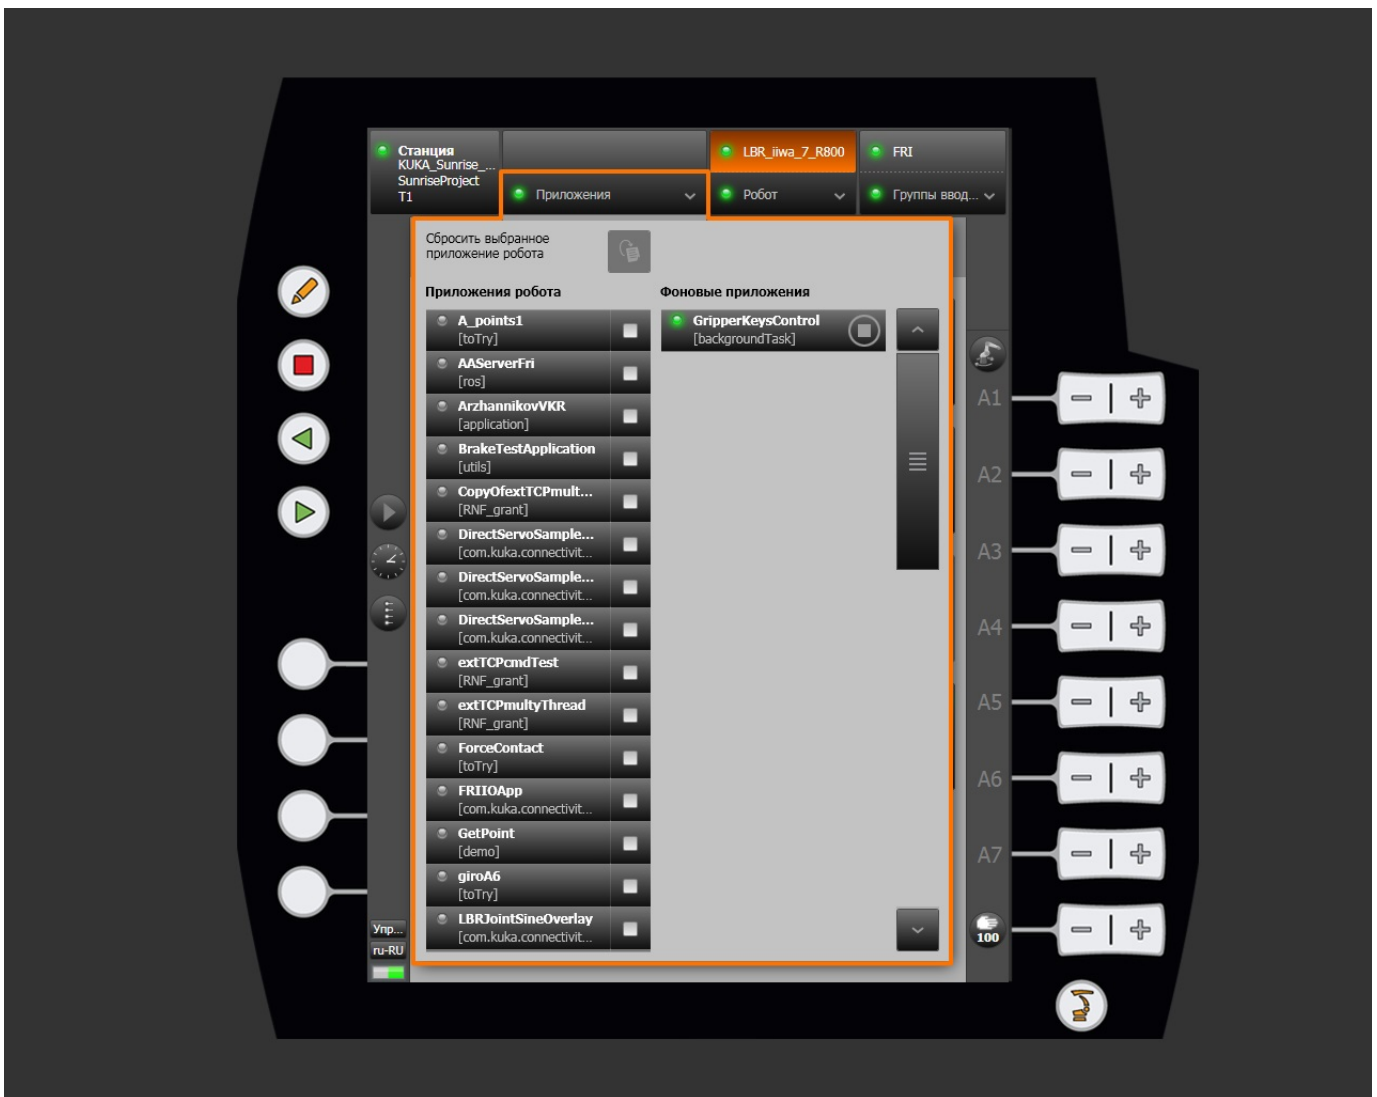 Станция
KUKA_Sunrise_...
SunriseProject
T1
Приложения
LBR_iiwa_7_R800
Робот
FRI
Группы ввод...
Сбросить выбранное
приложение робота
Приложения робота
A_points1
[toTry]
AAServerFri
[ros]
ArzhannikovVKR
[application]
BrakeTestApplication
[utils]
CopyOfextTCPmult...
[RNF_grant]
DirectServoSample...
[com.kuka.connectivit...
DirectServoSample...
[com.kuka.connectivit...
DirectServoSample...
[com.kuka.connectivit...
extTCPcmdTest
[RNF_grant]
extTCPmultyThread
[RNF_grant]
ForceContact
[toTry]
FRIIOApp
[com.kuka.connectivit...
GetPoint
[demo]
giroA6
[toTry]
LBRJointSineOverlay
[com.kuka.connectivit...
Фоновые приложения
GripperKeysControl
[backgroundTask]
A1
A2
A3
A4
A5
A6
A7
100
Упр...
ru-RU